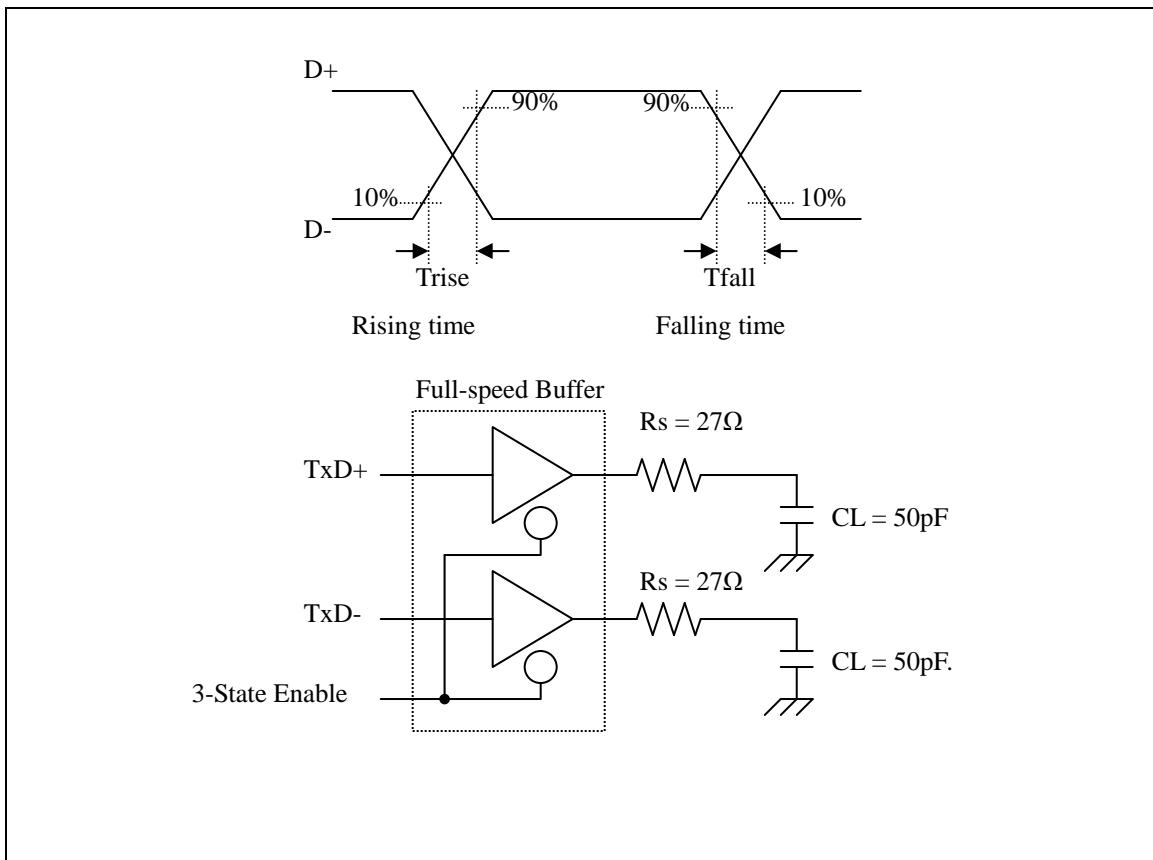 D+
90% 90%
10% 10%
D-
Trise Tfall
Rising time Falling time
Full-speed Buffer
Rs = 27Ω
TxD+
CL = 50pF
Rs = 27Ω
TxD-
CL = 50pF.
3-State Enable